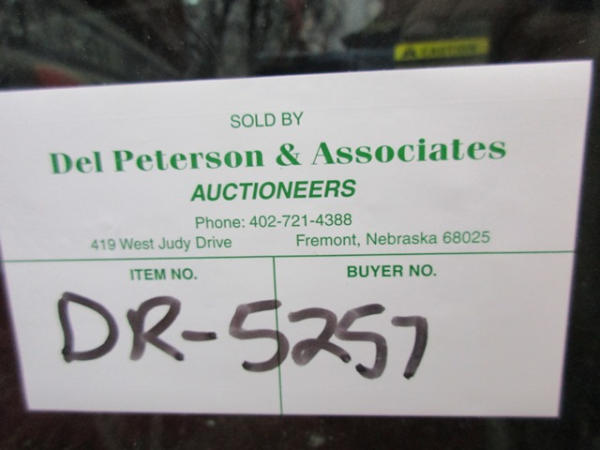 CAUTION
SOLD BY
Del Peterson & Associates
AUCTIONEERS
Phone: 402-721-4388
419 West Judy Drive Fremont, Nebraska 68025
ITEM NO. BUYER NO.
DR-5257